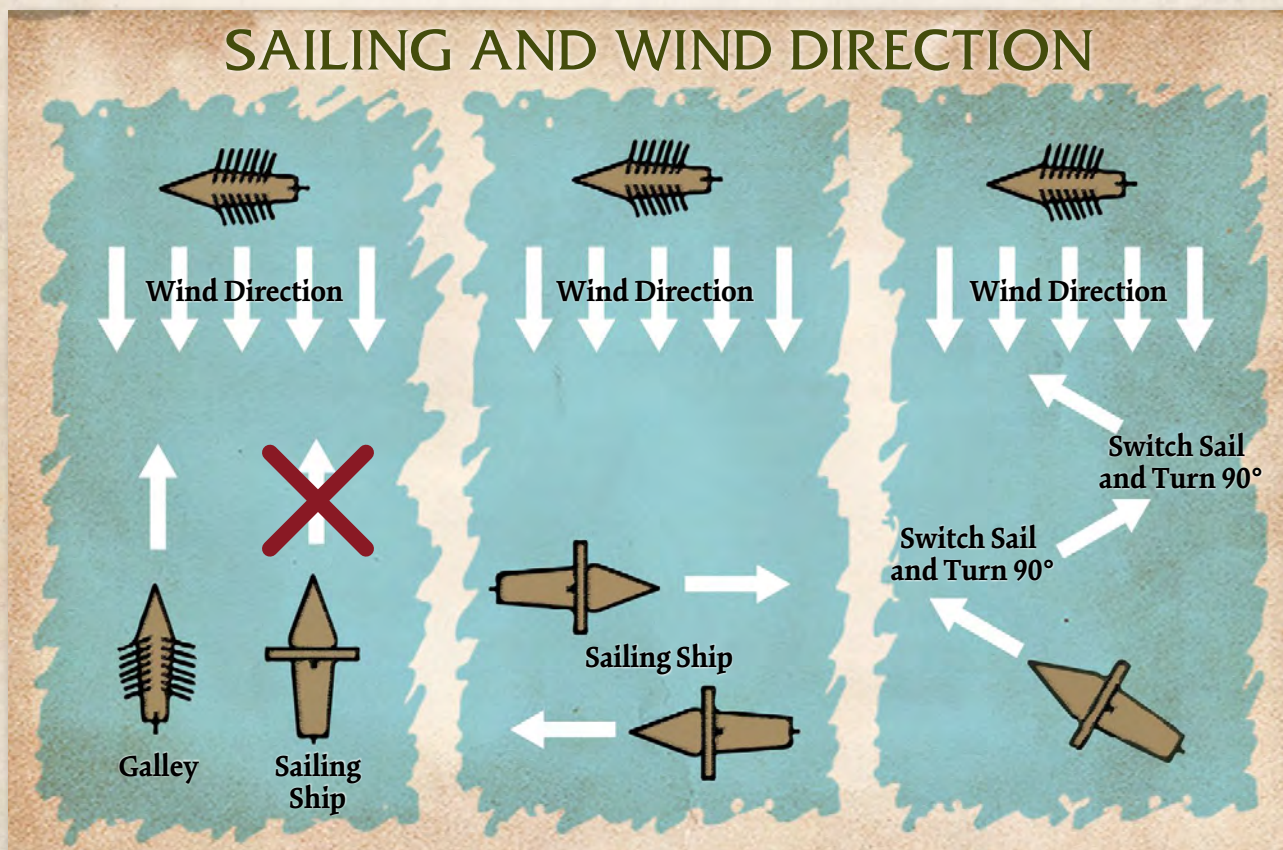 SAILING AND WIND DIRECTION
Wind Direction
Galley
Sailing
Ship
Wind Direction
Sailing Ship
Wind Direction
Switch Sail
and Turn 90°
Switch Sail
and Turn 90°